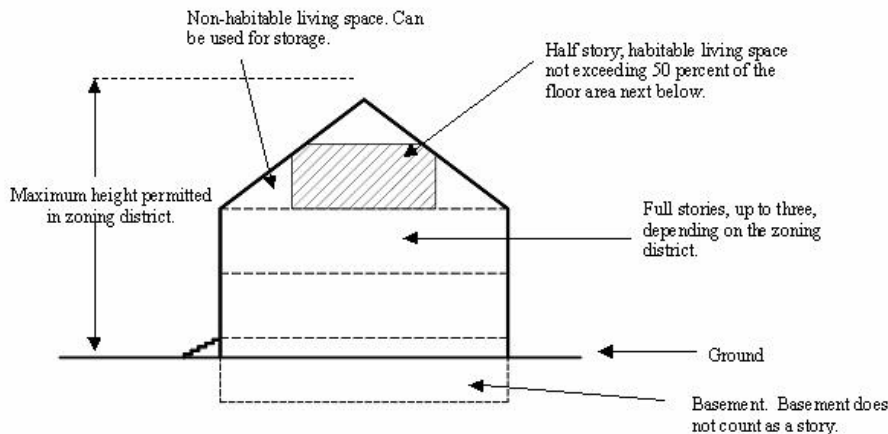 Non-habitable living space. Can
be used for storage.
Half story; habitable living space
not exceeding 50 percent of the
floor area next below.
Maximum height permitted
in zoning district.
Full stories, up to three,
depending on the zoning
district.
Ground
Basement. Basement does
not count as a story.